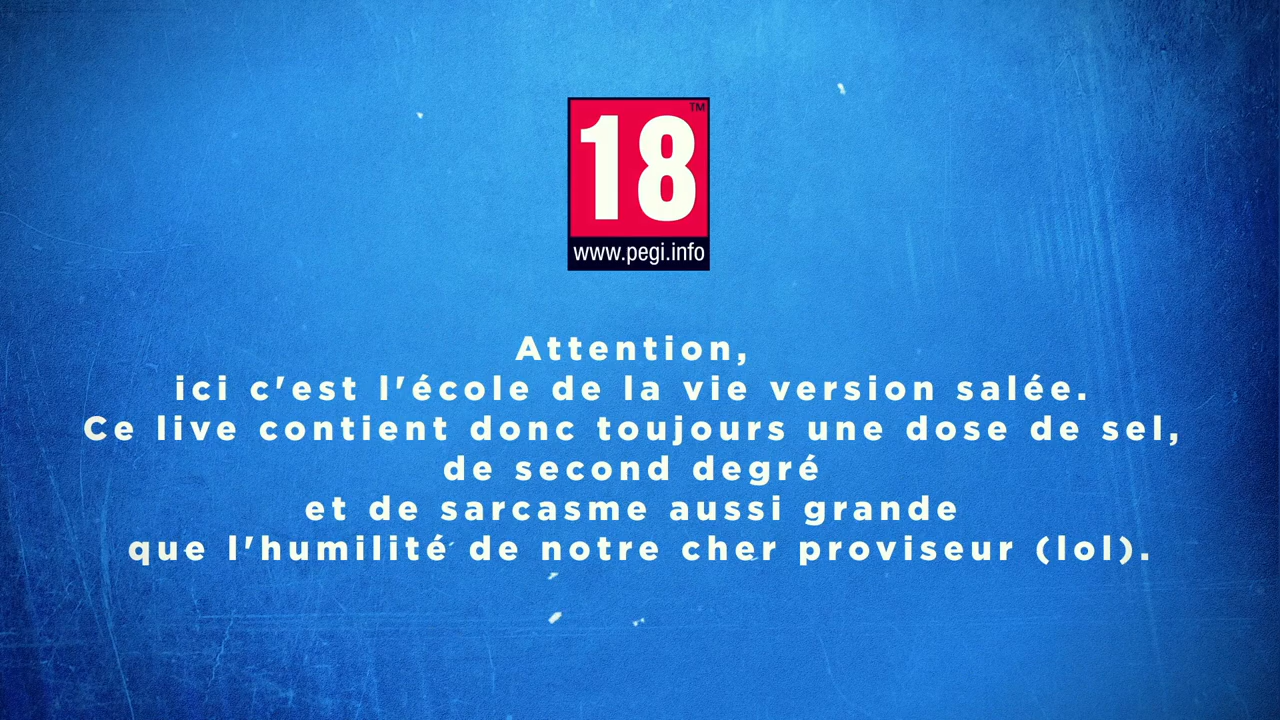 18
TM
www.pegi.info
Attention,
ici c'est l'école de la vie version salée.
Ce live contient donc toujours une dose de sel,
de second degré
et de sarcasme aussi grande
que l'humilité de notre cher proviseur (lol).